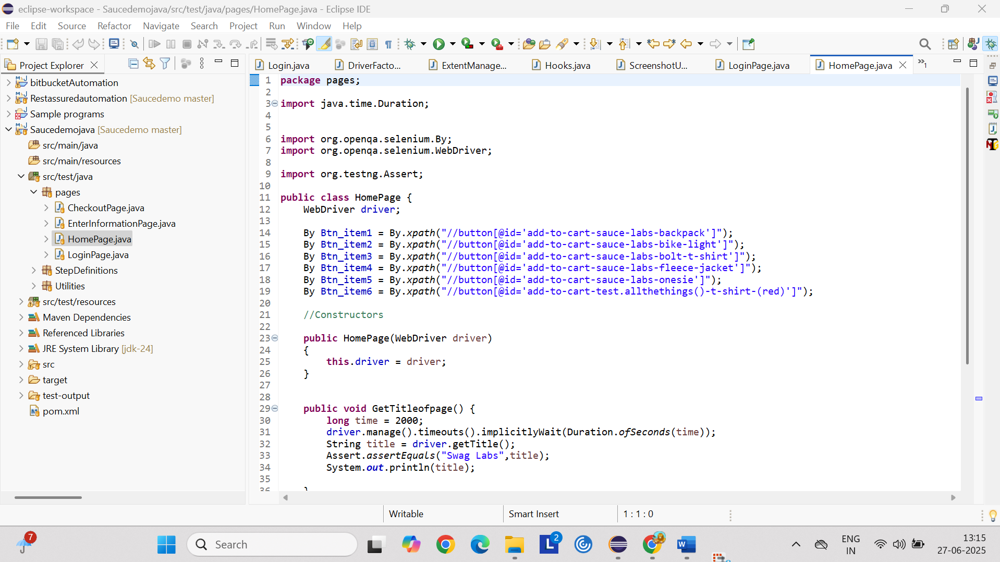 eclipse-workspace - Saucedemojava/src/test/java/pages/HomePage.java - Eclipse IDE
File Edit Source Refactor Navigate Search Project Run Window Help
Project Explorer
Login.java DriverFacto... ExtentManage... Hooks.java ScreenshotU... LoginPage.java HomePage.java »1
bitbucketAutomation
Restassuredautomation [Saucedemo master]
Sample programs
Saucedemojava [Saucedemo master]
src/main/java
src/main/resources
src/test/java
pages
CheckoutPage.java
EnterInformationPage.java
HomePage.java
LoginPage.java
StepDefinitions
Utilities
src/test/resources
Maven Dependencies
Referenced Libraries
JRE System Library [jdk-24]
src
target
test-output
pom.xml
1 package pages;
2
3 import java.time.Duration;
4
5
6 import org.openqa.selenium.By;
7 import org.openqa.selenium.WebDriver;
8
9 import org.testng.Assert;
10
11 public class HomePage {
12 WebDriver driver;
13
14 By Btn_item1 = By.xpath("//button[@id='add-to-cart-sauce-labs-backpack']");
15 By Btn_item2 = By.xpath("//button[@id='add-to-cart-sauce-labs-bike-light']");
16 By Btn_item3 = By.xpath("//button[@id='add-to-cart-sauce-labs-bolt-t-shirt']");
17 By Btn_item4 = By.xpath("//button[@id='add-to-cart-sauce-labs-fleece-jacket']");
18 By Btn_item5 = By.xpath("//button[@id='add-to-cart-sauce-labs-onesie']");
19 By Btn_item6 = By.xpath("//button[@id='add-to-cart-test.allthethings()-t-shirt-(red)']");
20
21 //Constructors
22
23 public HomePage(WebDriver driver)
24 {
25 this.driver = driver;
26 }
27
28
29 public void GetTitleofpage() {
30 long time = 2000;
31 driver.manage().timeouts().implicitlyWait(Duration.ofSeconds(time));
32 String title = driver.getTitle();
33 Assert.assertEquals("Swag Labs",title);
34 System.out.println(title);
35
36 }
Writable Smart Insert 1 : 1 : 0
7 Search 2 ENG
IN
13:15
27-06-2025